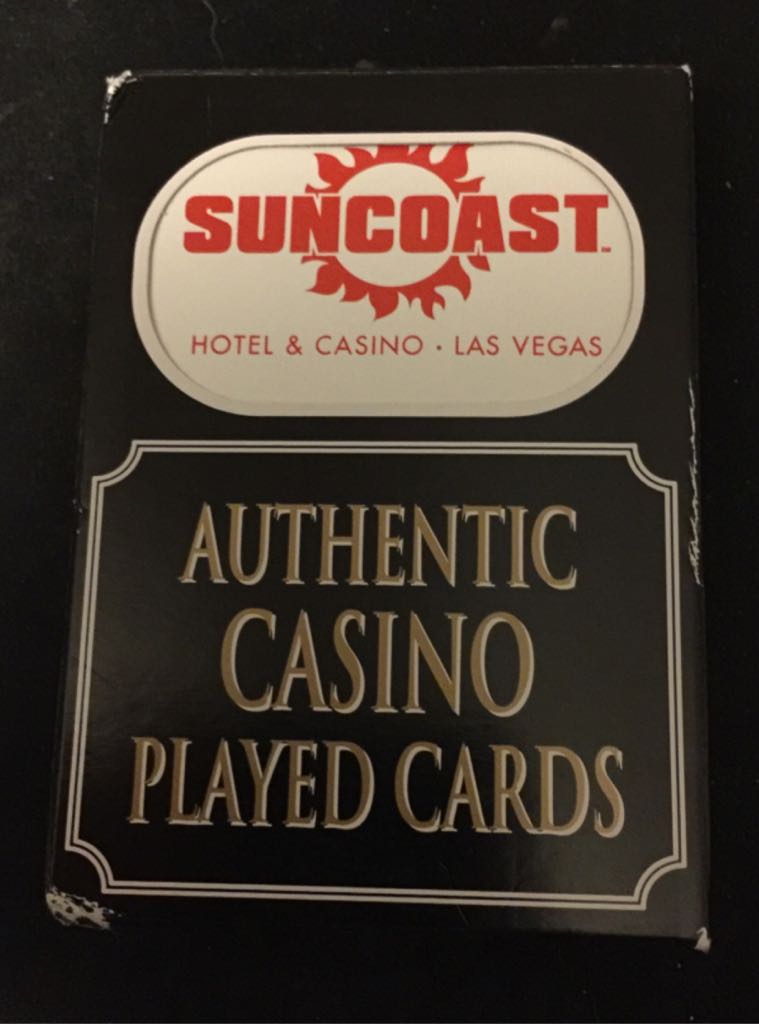 SUNCOAST™
HOTEL & CASINO · LAS VEGAS
AUTHENTIC
CASINO
PLAYED CARDS